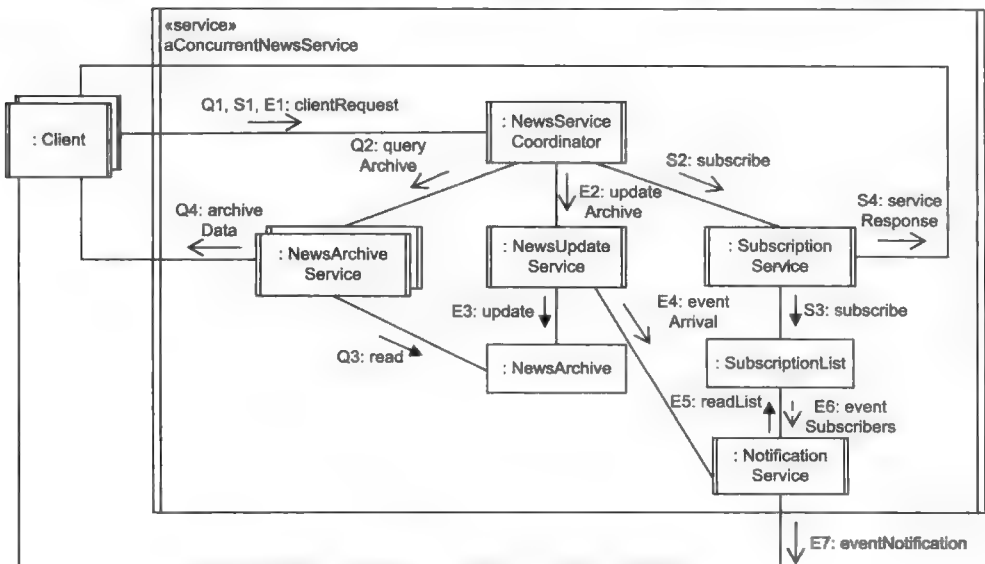 «service»
aConcurrentNewsService
Q1, S1, E1: clientRequest
: Client
: NewsService
Coordinator
Q2: query
Archive
S2: subscribe
E2: update
Archive
Q4: archive
Data
S4: service
Response
: NewsArchive
Service
: NewsUpdate
Service
: Subscription
Service
E3: update
E4: event
Arrival
S3: subscribe
Q3: read
: NewsArchive
: SubscriptionList
E5: readList
E6: event
Subscribers
: Notification
Service
E7: eventNotification